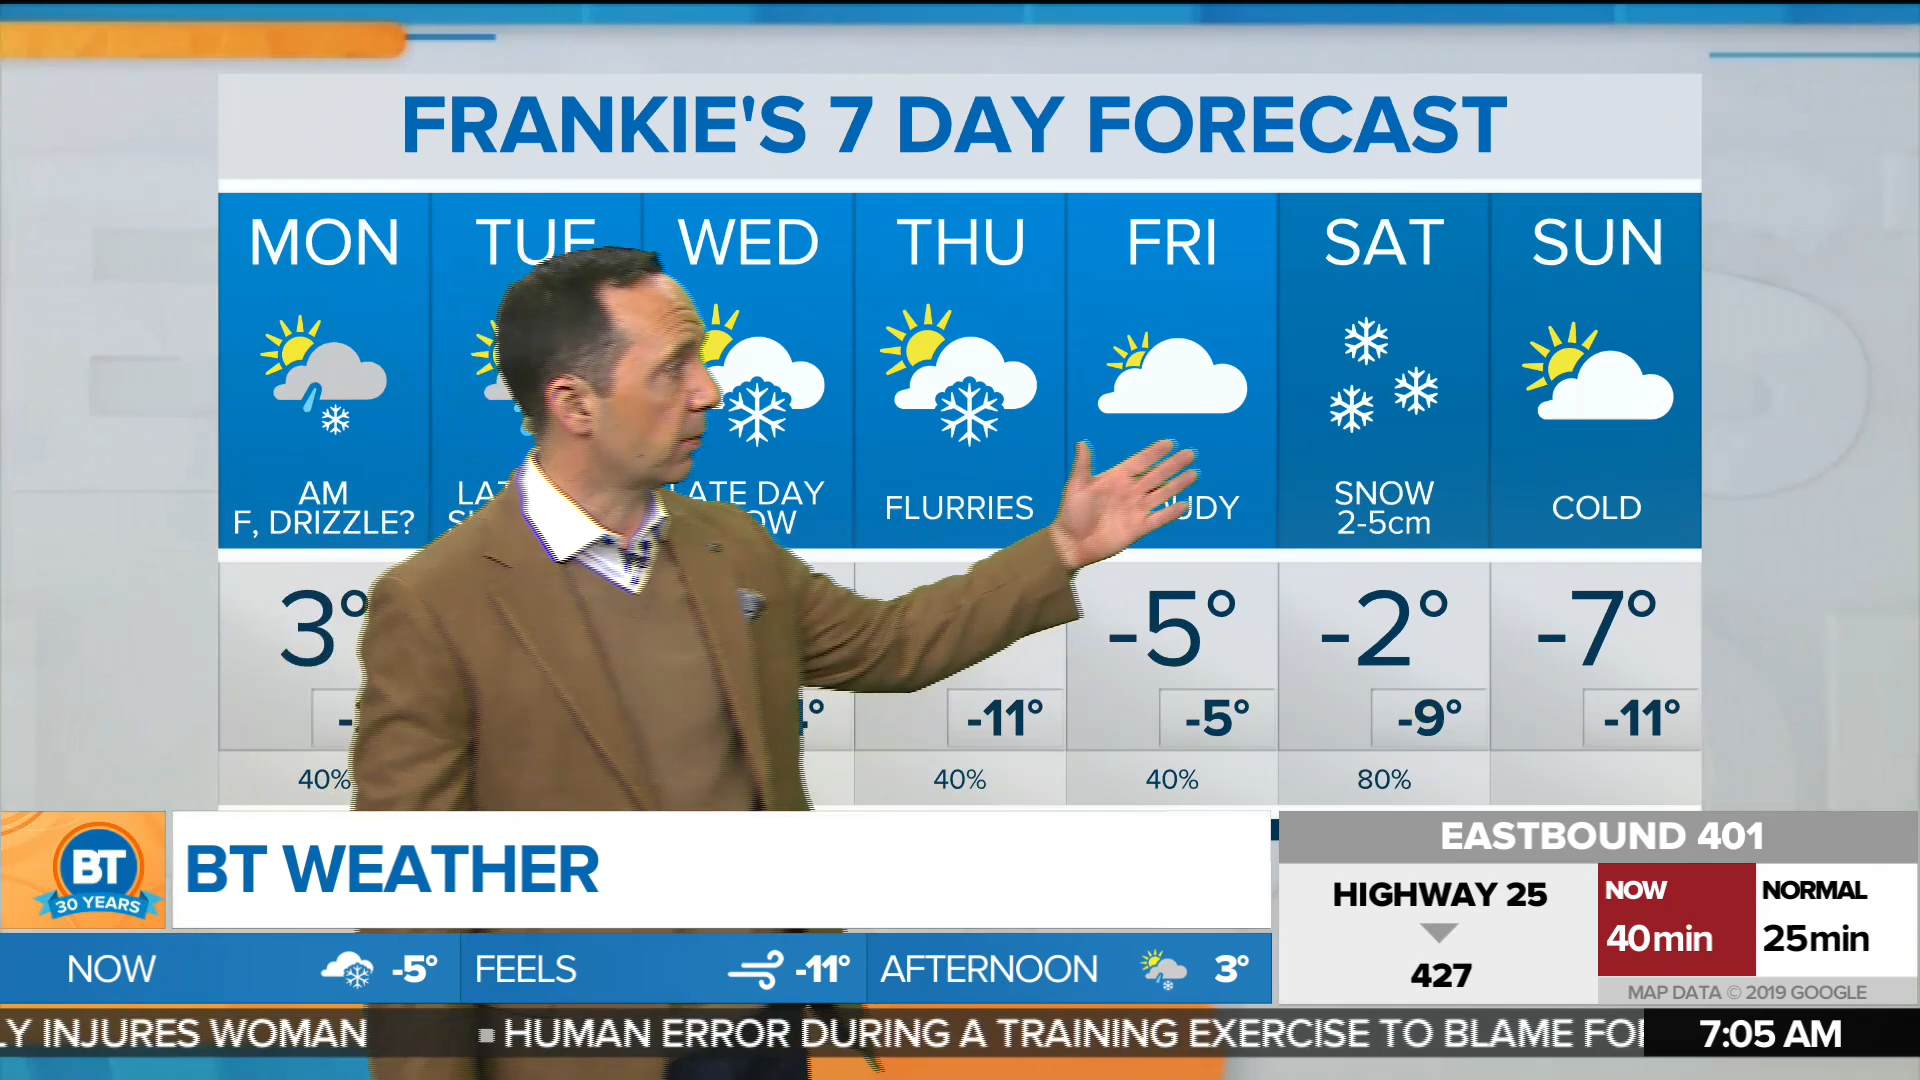 FRANKIE'S 7 DAY FORECAST
MON TUE WED THU FRI SAT SUN
AM
F, DRIZZLE?
LATE DAY
FLURRIES
SNOW
2-5cm
COLD
3° -5° -2° -7°
-11° -5° -9° -11°
40% 40% 40% 80%
BT
30 YEARS
BT WEATHER
NOW -5° FEELS -11° AFTERNOON 3°
EASTBOUND 401
HIGHWAY 25
427
NOW
40min
NORMAL
25min
MAP DATA © 2019 GOOGLE
Y INJURES WOMAN ■ HUMAN ERROR DURING A TRAINING EXERCISE TO BLAME
7:05 AM